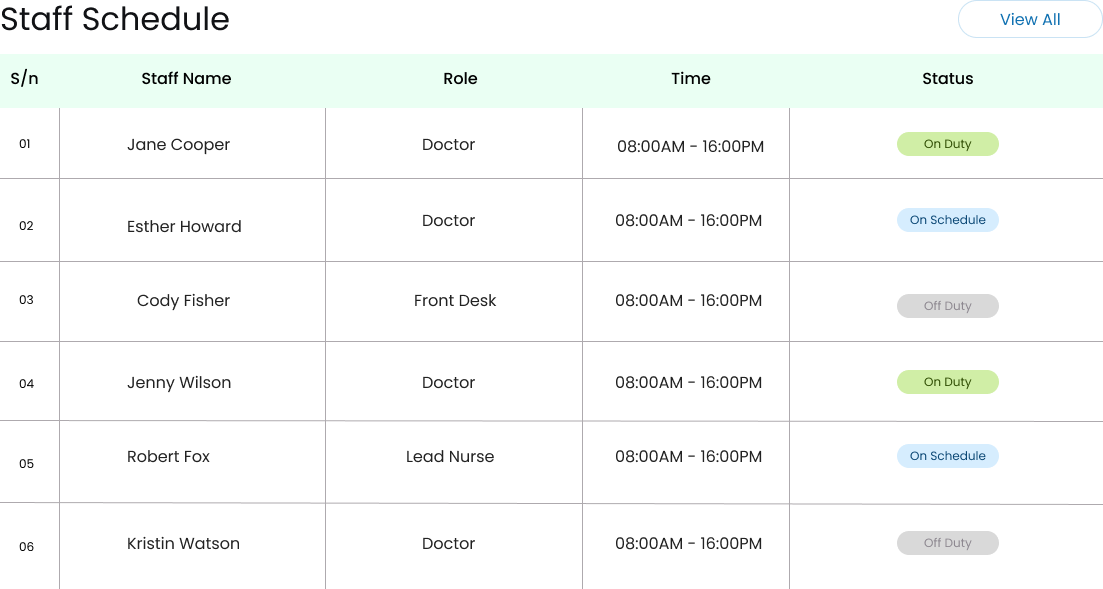 Staff Schedule
View All
S/n Staff Name Role Time Status
01 Jane Cooper Doctor 08:00AM - 16:00PM On Duty
02 Esther Howard Doctor 08:00AM - 16:00PM On Schedule
03 Cody Fisher Front Desk 08:00AM - 16:00PM Off Duty
04 Jenny Wilson Doctor 08:00AM - 16:00PM On Duty
05 Robert Fox Lead Nurse 08:00AM - 16:00PM On Schedule
06 Kristin Watson Doctor 08:00AM - 16:00PM Off Duty